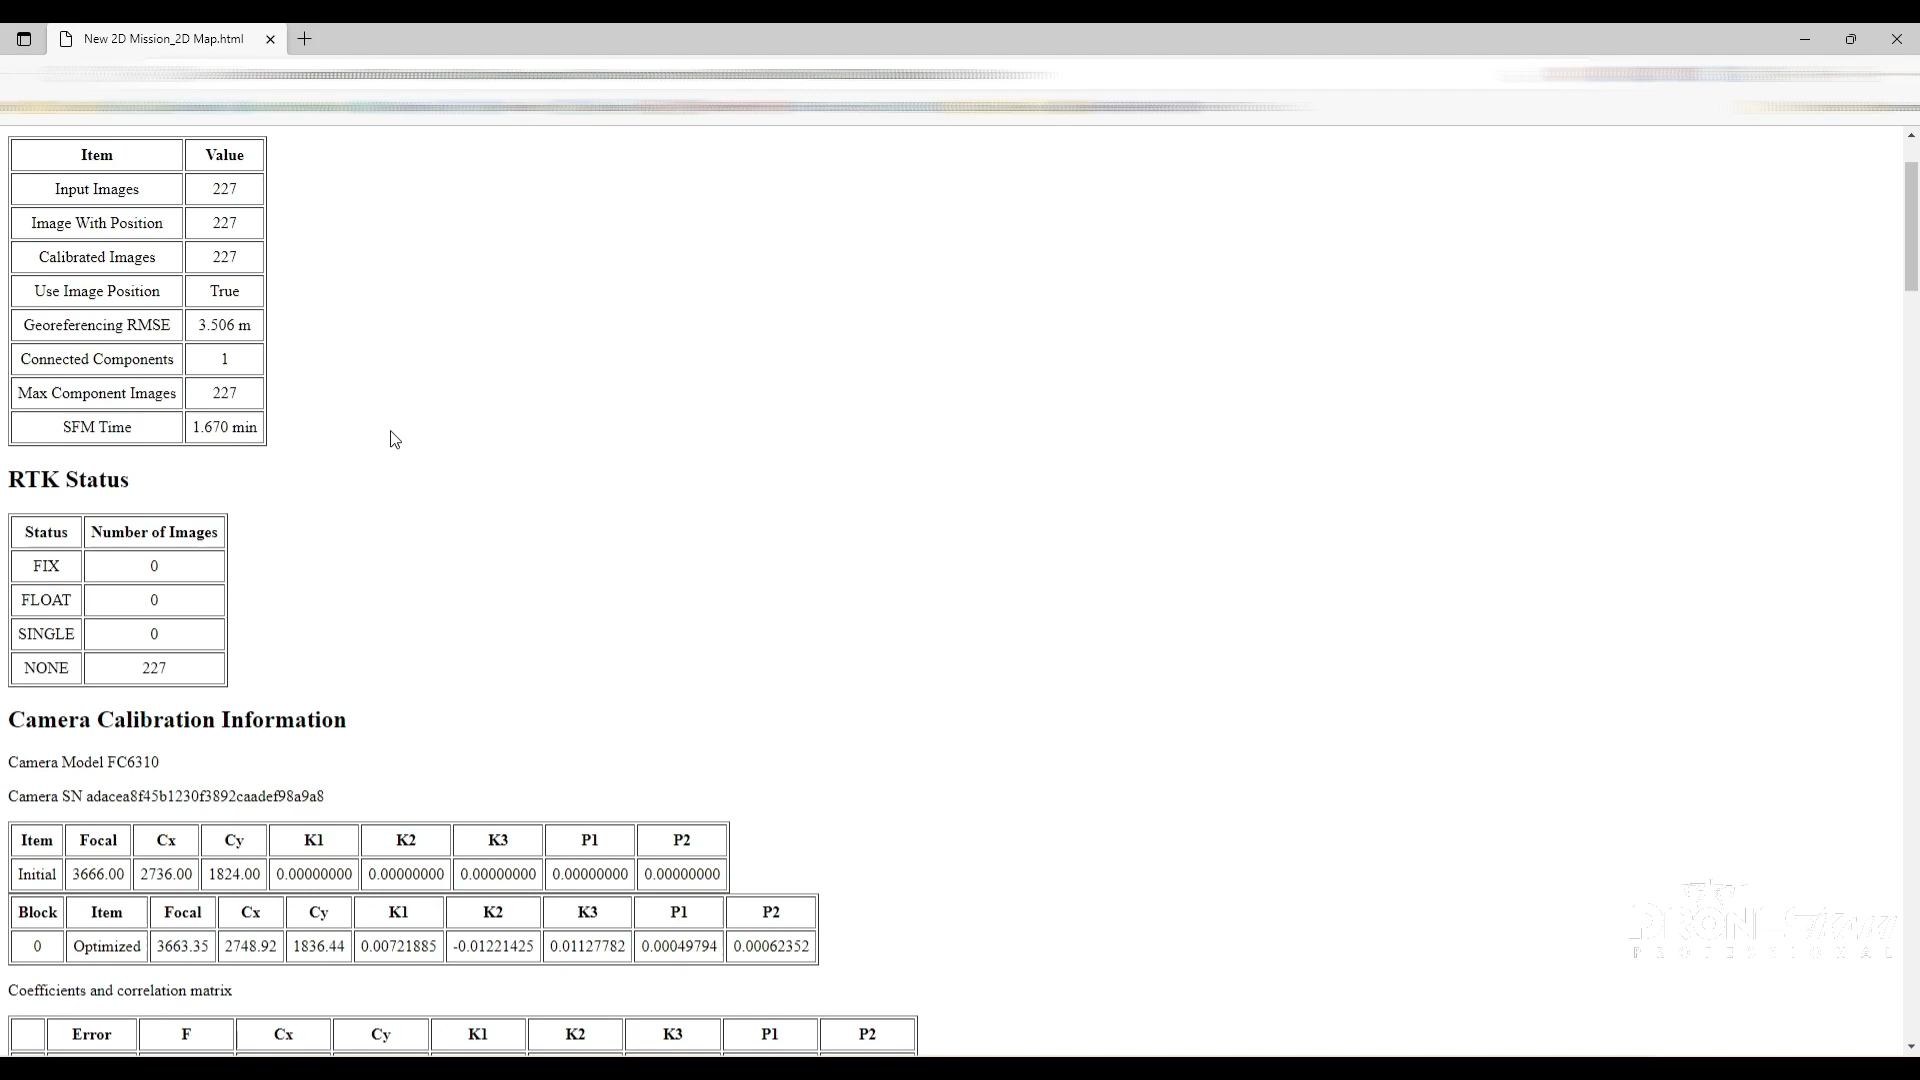 New 2D Mission_2D Map.html
Item Value
Input Images 227
Image With Position 227
Calibrated Images 227
Use Image Position True
Georeferencing RMSE 3.506 m
Connected Components 1
Max Component Images 227
SFM Time 1.670 min
RTK Status
Status Number of Images
FIX 0
FLOAT 0
SINGLE 0
NONE 227
Camera Calibration Information
Camera Model FC6310
Camera SN adacea8f45b1230f3892caadef98a9a8
Item Focal Cx Cy K1 K2 K3 P1 P2
Initial 3666.00 2736.00 1824.00 0.00000000 0.00000000 0.00000000 0.00000000 0.00000000
Block Item Focal Cx Cy K1 K2 K3 P1 P2
0 Optimized 3663.35 2748.92 1836.44 0.00721885 -0.01221425 0.01127782 0.00049794 0.00062352
Coefficients and correlation matrix
Error F Cx Cy K1 K2 K3 P1 P2